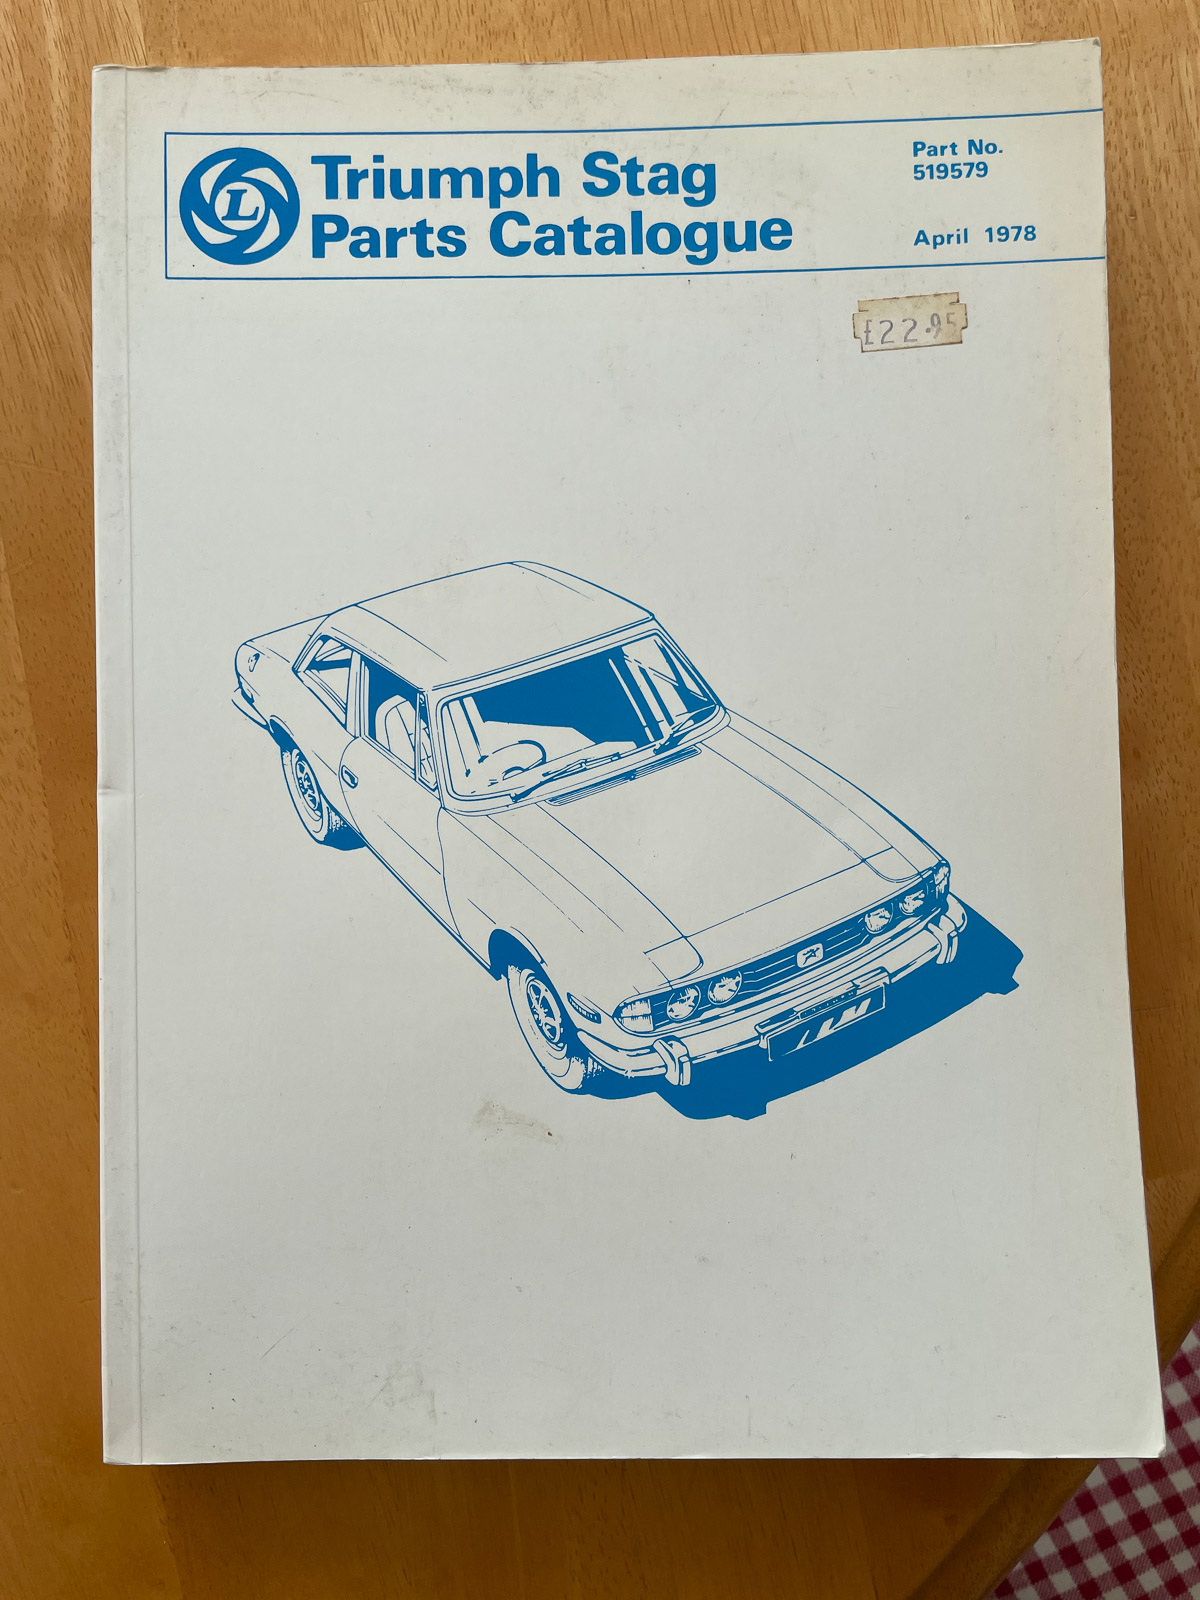 L
Triumph Stag
Parts Catalogue
Part No.
519579
April 1978
£22.95